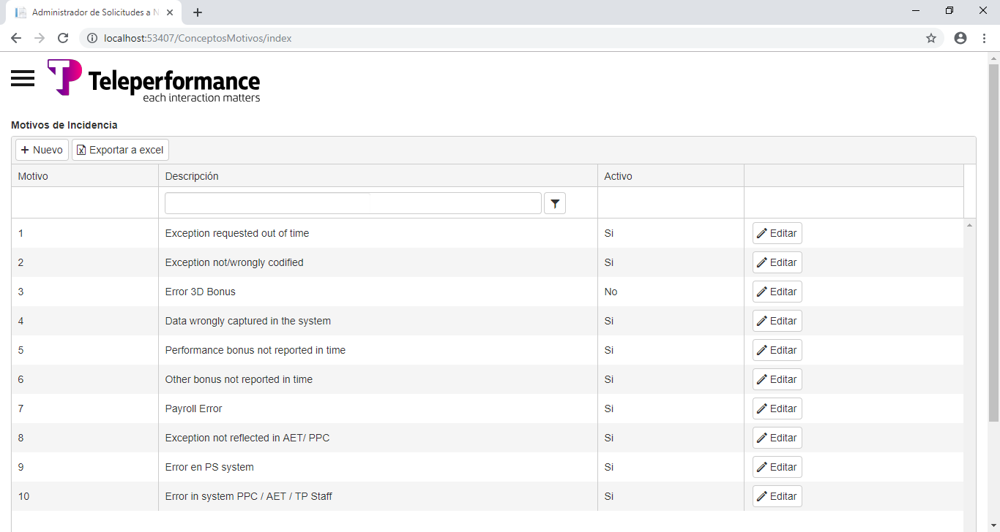 Administrador de Solicitudes a N
localhost:53407/ConceptosMotivos/index
TP Teleperformance
each interaction matters
Motivos de Incidencia
+ Nuevo Exportar a excel
Motivo Descripción Activo
1 Exception requested out of time Si Editar
2 Exception not/wrongly codified Si Editar
3 Error 3D Bonus No Editar
4 Data wrongly captured in the system Si Editar
5 Performance bonus not reported in time Si Editar
6 Other bonus not reported in time Si Editar
7 Payroll Error Si Editar
8 Exception not reflected in AET/ PPC Si Editar
9 Error en PS system Si Editar
10 Error in system PPC / AET / TP Staff Si Editar